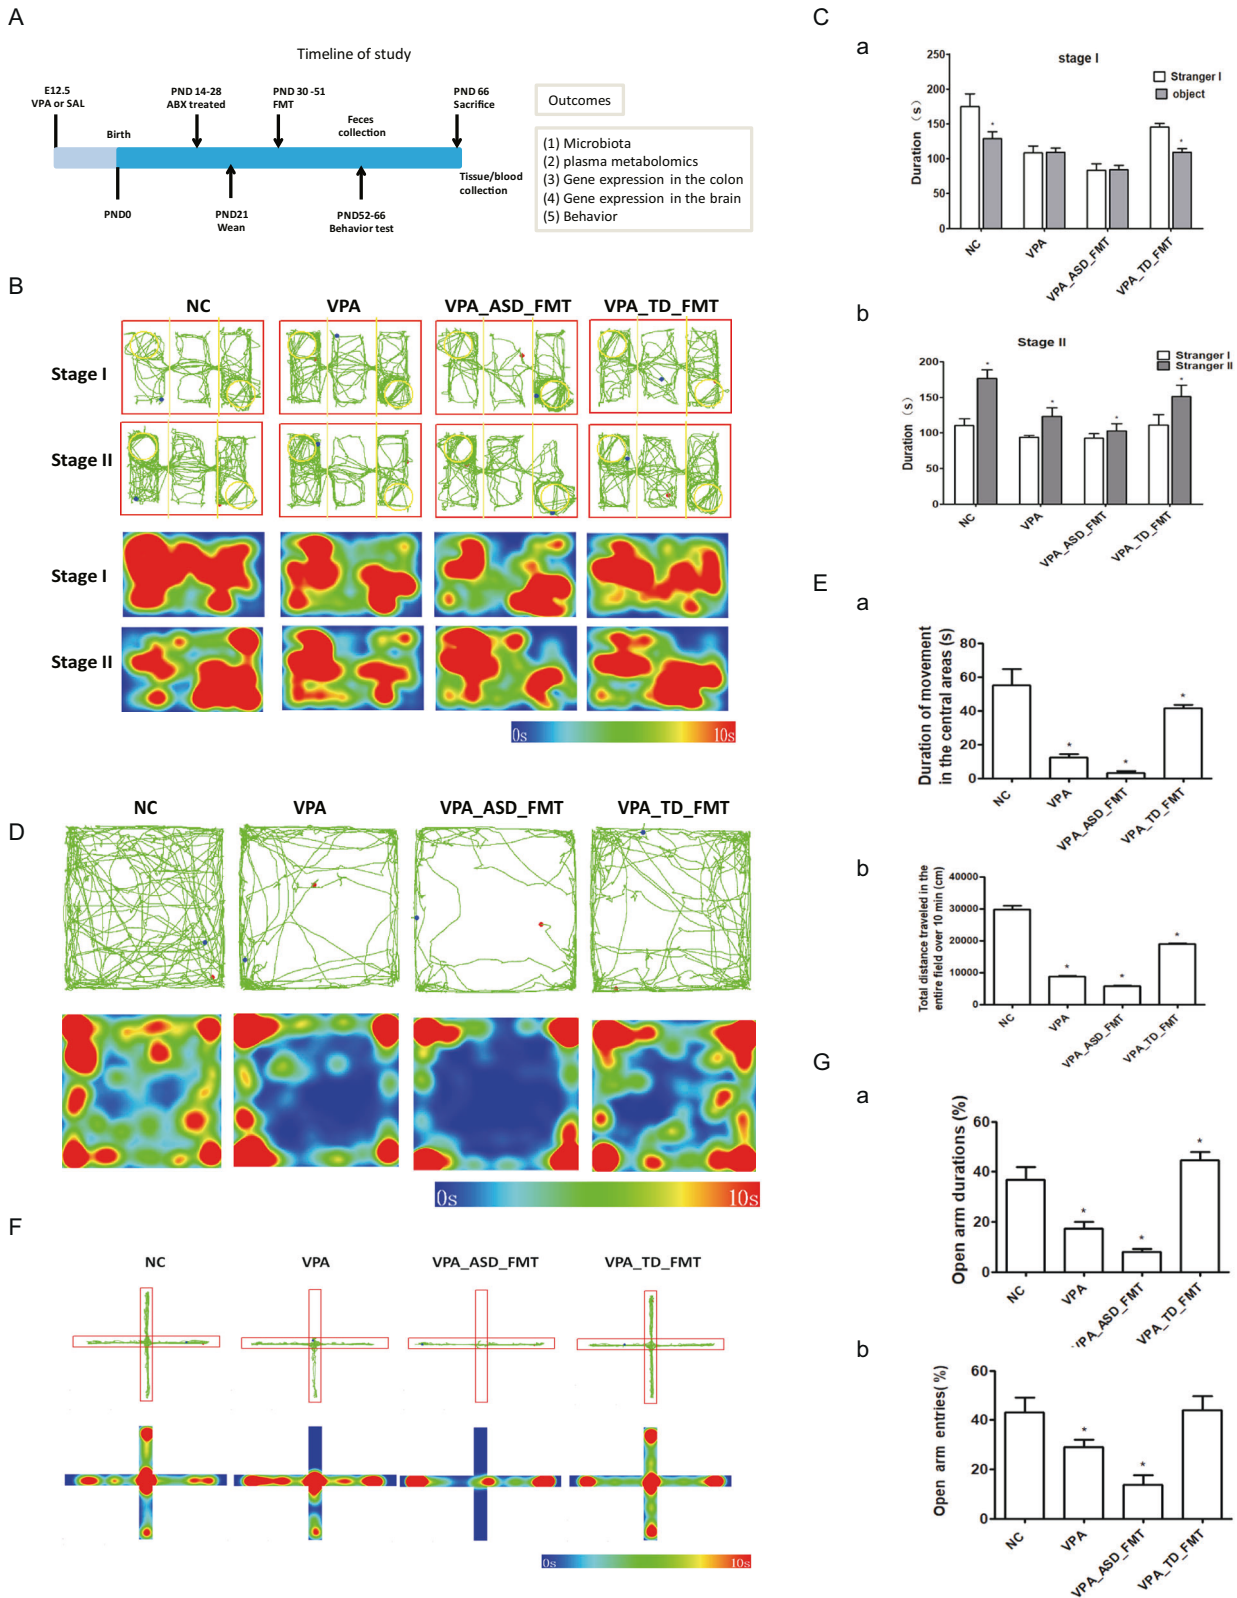 A
Timeline of study
E12.5
VPA or SAL
Birth
PND 14-28
ABX treated
PND 30 -51
FMT
Feces
collection
PND 66
Sacrifice
PND0
PND21
Wean
PND52-66
Behavior test
Tissue/blood
collection
Outcomes
(1) Microbiota
(2) plasma metabolomics
(3) Gene expression in the colon
(4) Gene expression in the brain
(5) Behavior
B
NC
VPA
VPA_ASD_FMT
VPA_TD_FMT
Stage I
Stage II
Stage I
Stage II
0s
10s
C
a
stage I
Stranger I
object
Duration (s)
250
200
150
100
50
0
*
*
NC
VPA
VPA_ASD_FMT
VPA_TD_FMT
b
Stage II
Stranger I
Stranger II
Duration (s)
200
150
100
50
0
*
*
*
*
NC
VPA
VPA_ASD_FMT
VPA_TD_FMT
D
NC
VPA
VPA_ASD_FMT
VPA_TD_FMT
0s
10s
E
a
Duration of movement
in the central areas (s)
80
60
40
20
0
*
*
*
NC
VPA
VPA_ASD_FMT
VPA_TD_FMT
b
Total distance traveled in the
entire field over 10 min (cm)
40000
30000
20000
10000
0
*
*
*
NC
VPA
VPA_ASD_FMT
VPA_TD_FMT
F
NC
VPA
VPA_ASD_FMT
VPA_TD_FMT
0s
10s
G
a
Open arm durations (%)
60
40
20
0
*
*
*
NC
VPA
VPA_ASD_FMT
VPA_TD_FMT
b
Open arm entries( %)
60
40
20
0
*
*
NC
VPA
VPA_ASD_FMT
VPA_TD_FMT